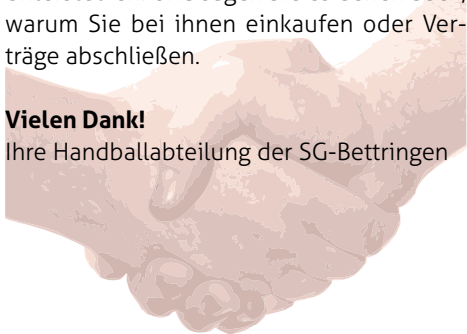 warum Sie bei ihnen einkaufen oder Ver-
träge abschließen.
Vielen Dank!
Ihre Handballabteilung der SG-Bettringen